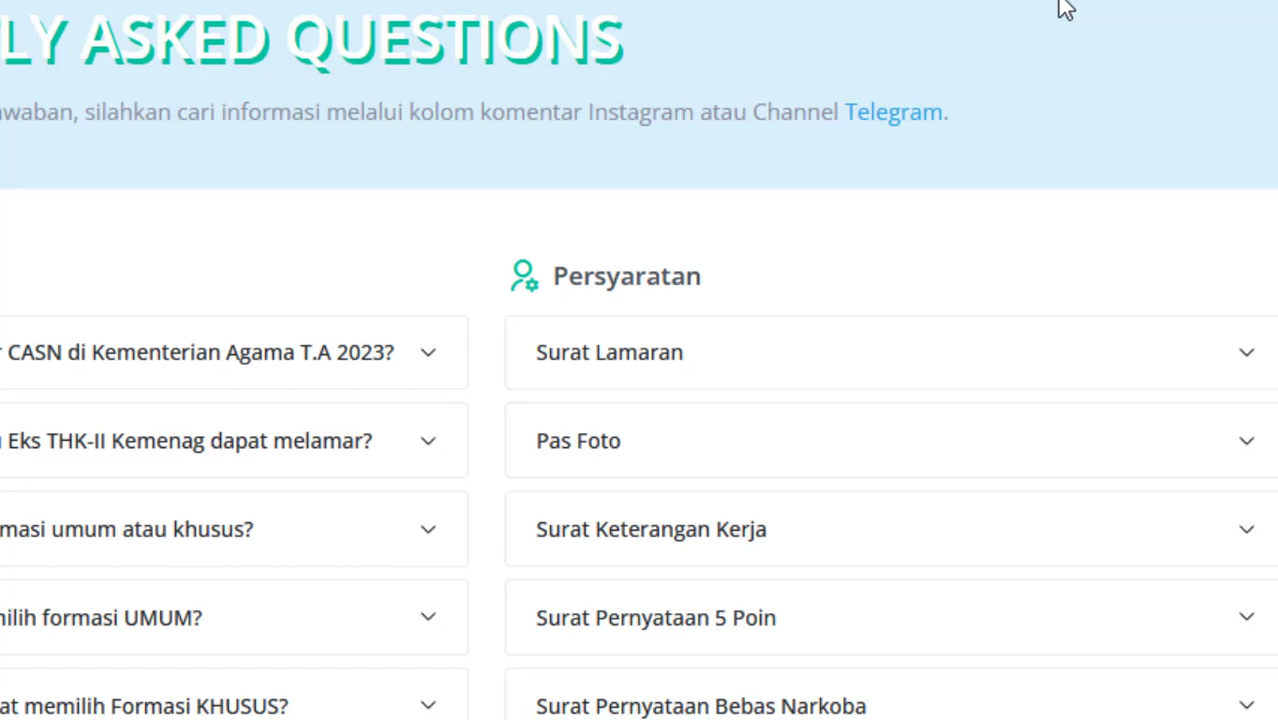 LY ASKED QUESTIONS
waban, silahkan cari informasi melalui kolom komentar Instagram atau Channel Telegram.
Persyaratan
CASN di Kementerian Agama T.A 2023?
Surat Lamaran
Eks THK-II Kemenag dapat melamar?
Pas Foto
masi umum atau khusus?
Surat Keterangan Kerja
ilih formasi UMUM?
Surat Pernyataan 5 Poin
at memilih Formasi KHUSUS?
Surat Pernyataan Bebas Narkoba